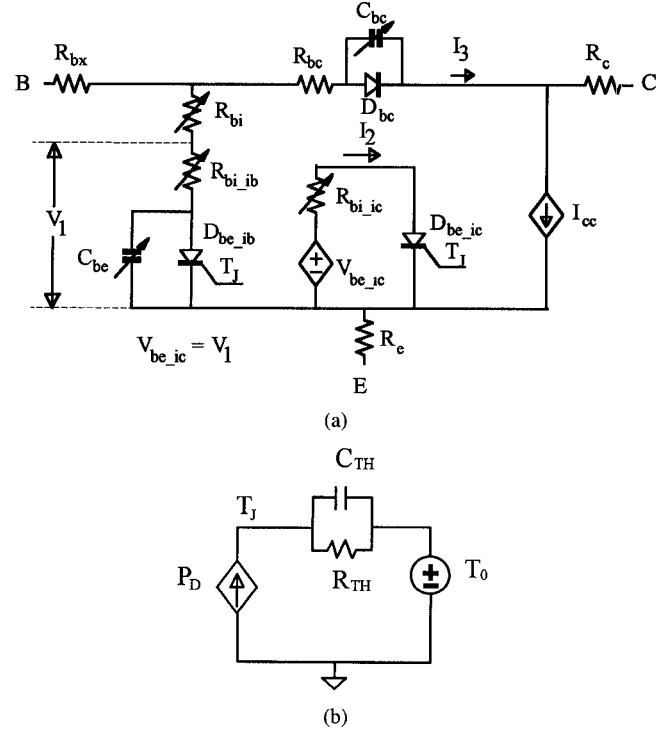 C_bc
B R_bx R_bc I_3 R_c C
D_bc
R_bi
I_2
R_bi_ib
R_bi_ic
V_1 D_be_ib D_be_ic I_cc
C_be T_J V_be_ic T_J
V_be_ic = V_1 R_e
E
(a)
C_TH
T_J
P_D R_TH T_0
(b)